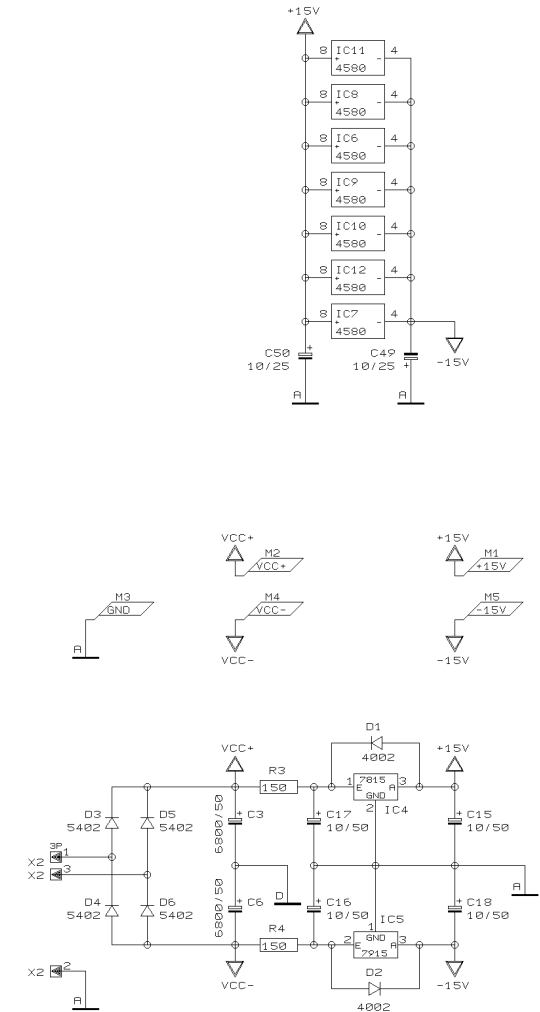 +15V
8 IC11 4
+ -
4580
8 IC8 4
+ -
4580
8 IC6 4
+ -
4580
8 IC9 4
+ -
4580
8 IC10 4
+ -
4580
8 IC12 4
+ -
4580
8 IC7 4
+ -
4580
C50 +
10/25
C49
10/25 +
-15V
A A
VCC+ +15V
M2 M1
VCC+ +15V
M3 M4 M5
GND VCC- -15V
A
VCC- -15V
D1
4002
VCC+ +15V
R3
150
1 7815 3
E A
GND
2 IC4
D3 D5
5402 5402
6800/50
+ C3
+ C17
10/50
+ C15
10/50
3P
X2 1
X2 3
D
A
D4 D6
5402 5402
6800/50
+ C6
+ C16
10/50
+ C18
10/50
R4
150
IC5
1
GND
2 E A 3
7915
X2 2
A
VCC- -15V
D2
4002